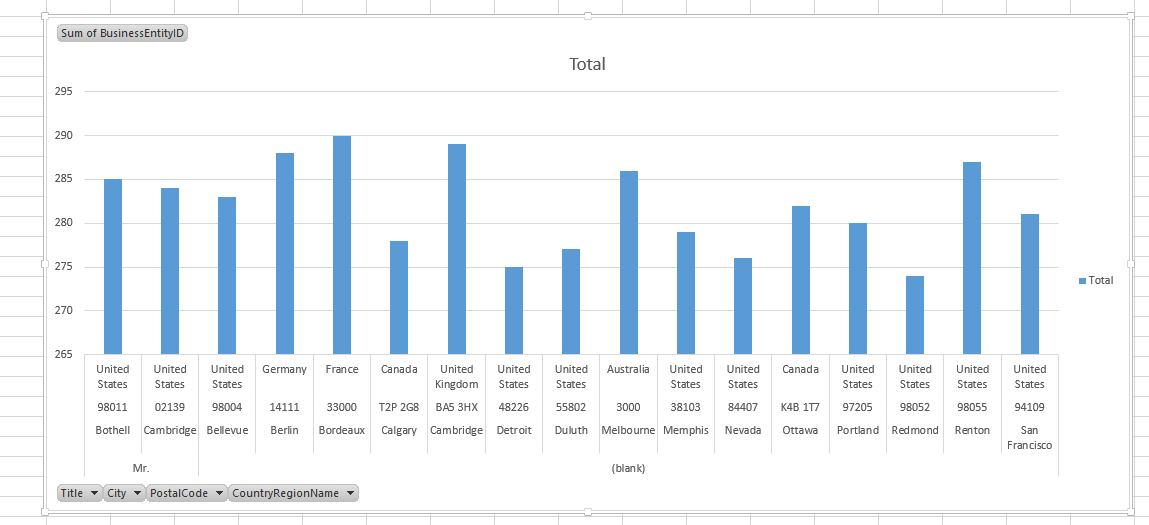 Sum of BusinessEntityID
Total
295
290
285
280
275
270
265
Total
United States United States United States Germany France Canada United Kingdom United States United States Australia United States United States Canada United States United States United States United States
98011 02139 98004 14111 33000 T2P 2G8 BA5 3HX 48226 55802 3000 38103 84407 K4B 1T7 97205 98052 98055 94109
Bothell Cambridge Bellevue Berlin Bordeaux Calgary Cambridge Detroit Duluth Melbourne Memphis Nevada Ottawa Portland Redmond Renton San Francisco
Mr. (blank)
Title City PostalCode CountryRegionName